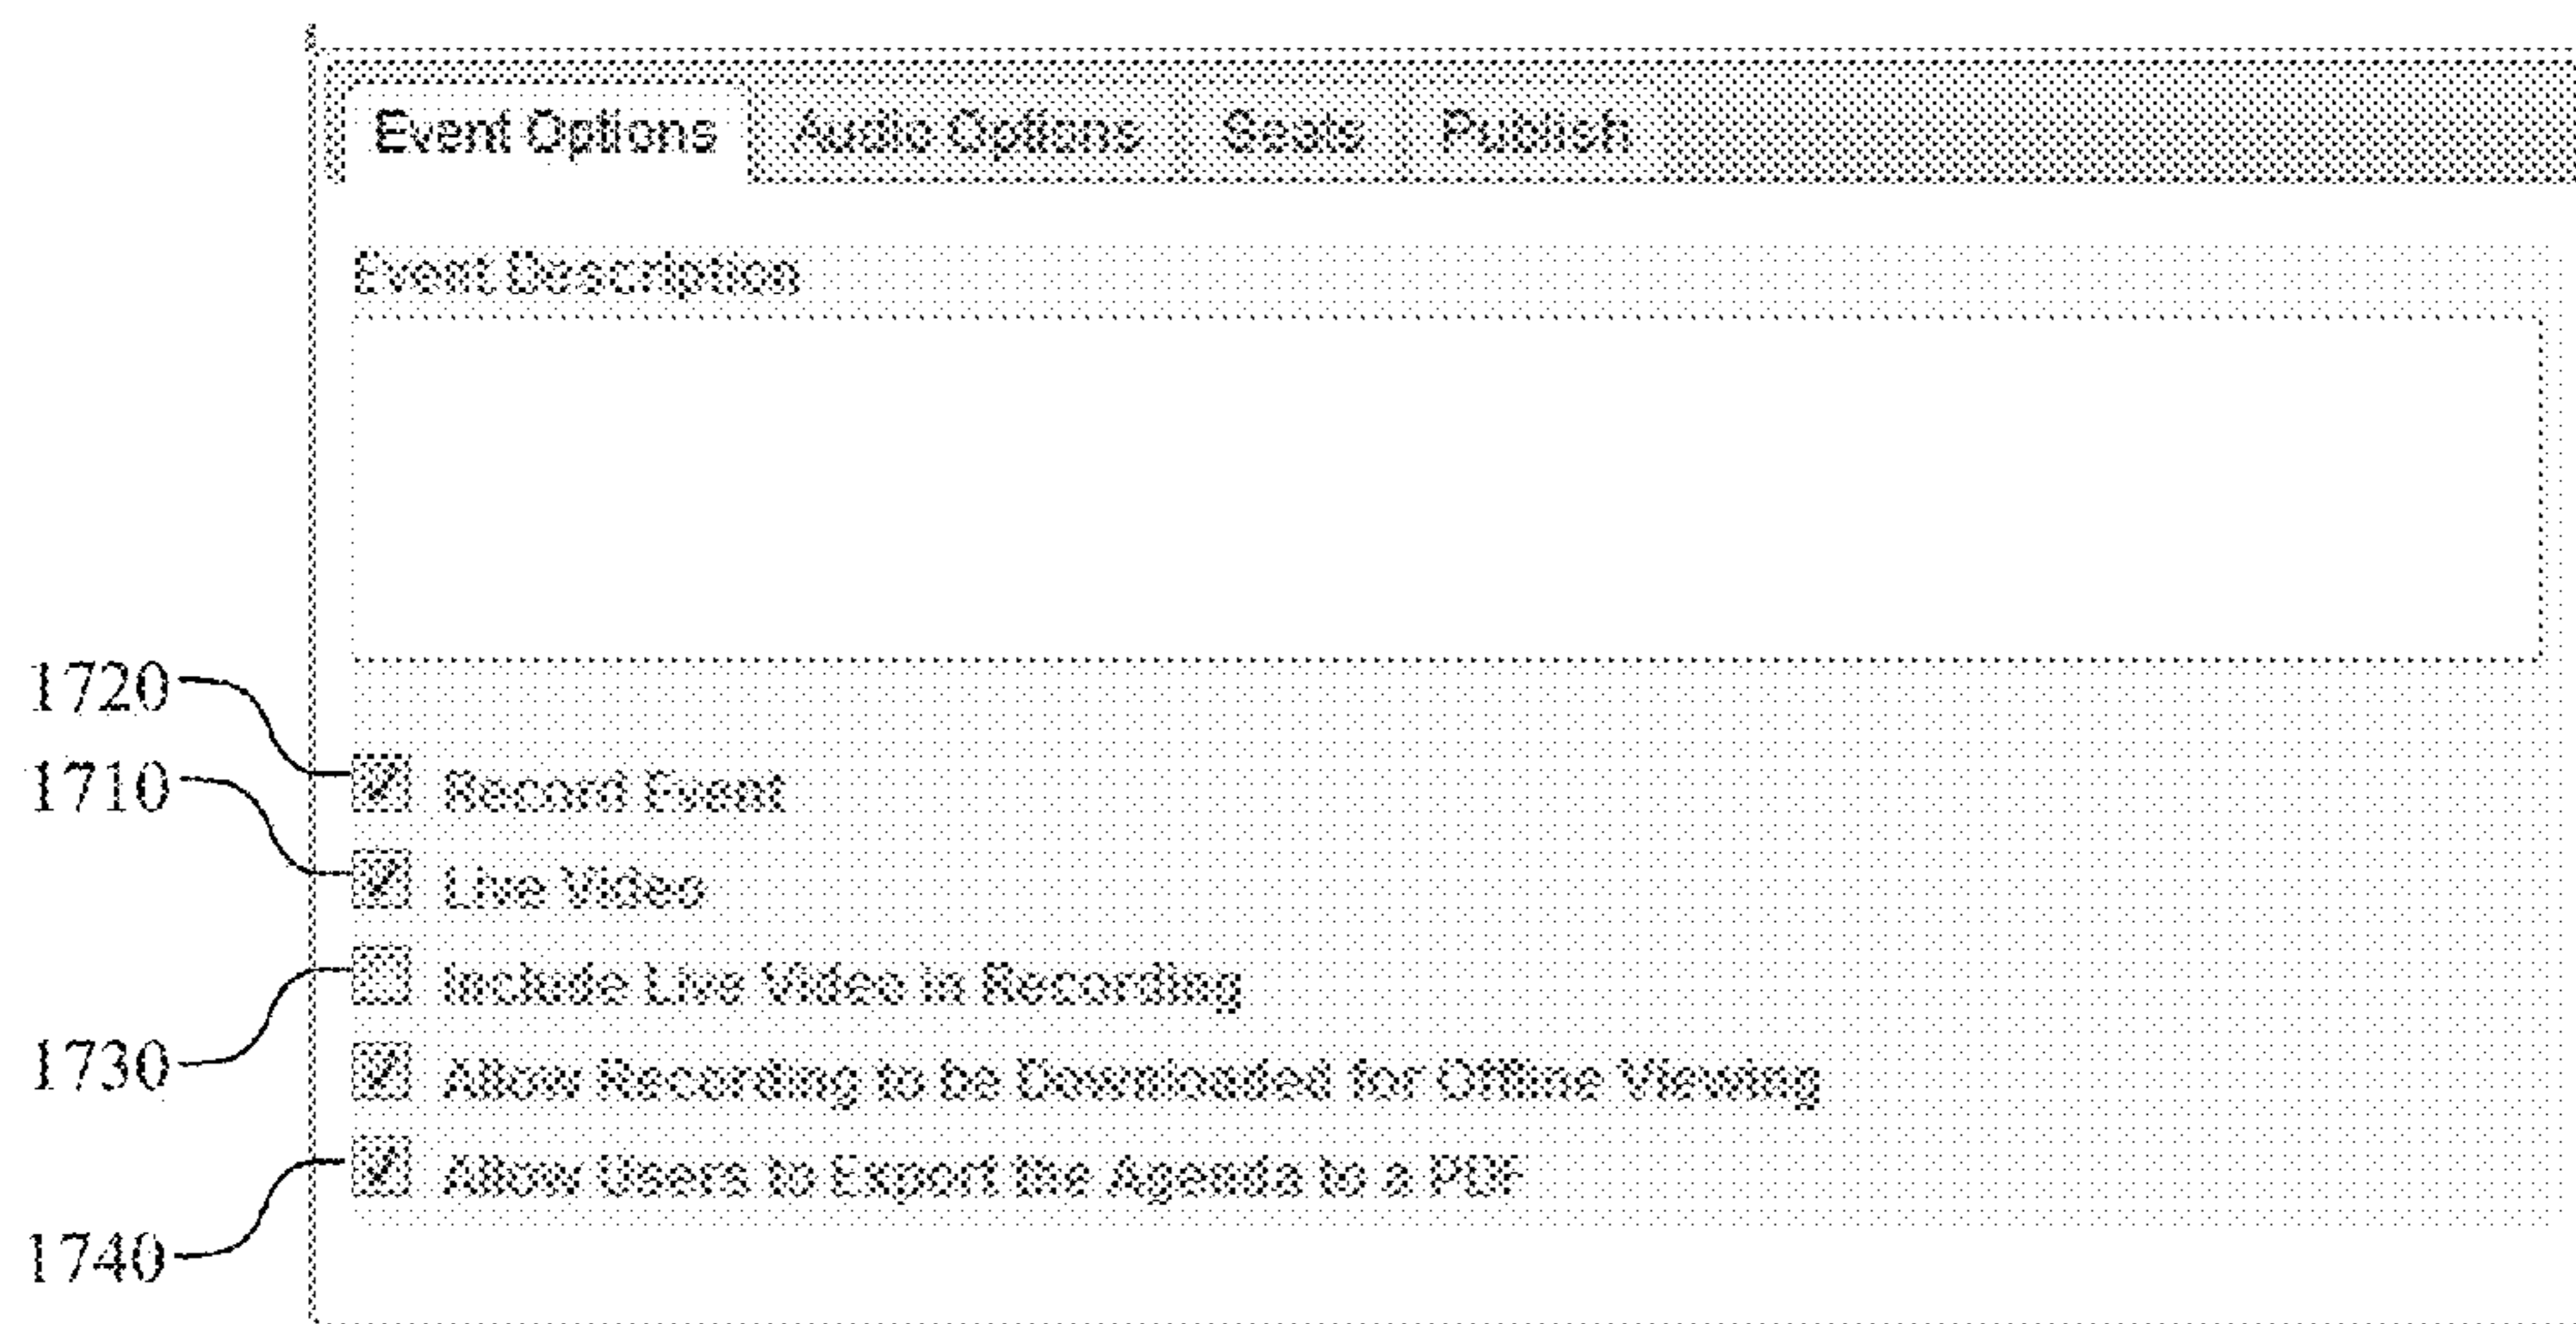 Event Options Audio Options Seats Publish
Event Description
1720 Record Event
1710 Live Video
1730 Include Live Video in Recording
Allow Recording to be Downloaded for Offline Viewing
1740 Allow Users to Export the Agenda to a PDF